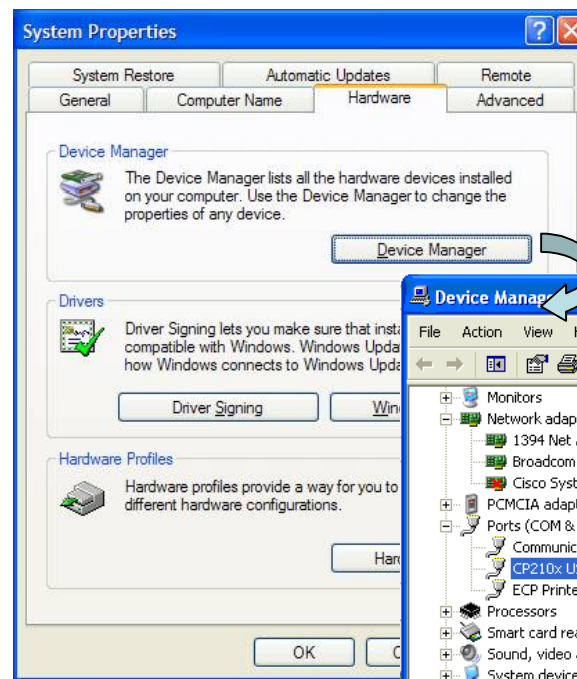 System Properties
System Restore Automatic Updates Remote
General Computer Name Hardware Advanced
Device Manager
The Device Manager lists all the hardware devices installed
on your computer. Use the Device Manager to change the
properties of any device.
Device Manager
Drivers
Driver Signing lets you make sure that insta
compatible with Windows. Windows Upda
how Windows connects to Windows Upda
Driver Signing Win
Hardware Profiles
Hardware profiles provide a way for you to
different hardware configurations.
Har
OK C
Device Manag
File Action View
Monitors
Network adap
1394 Net
Broadcom
Cisco Syst
PCMCIA adapt
Ports (COM &
Communic
CP210x US
ECP Printe
Processors
Smart card rea
Sound, video
System device